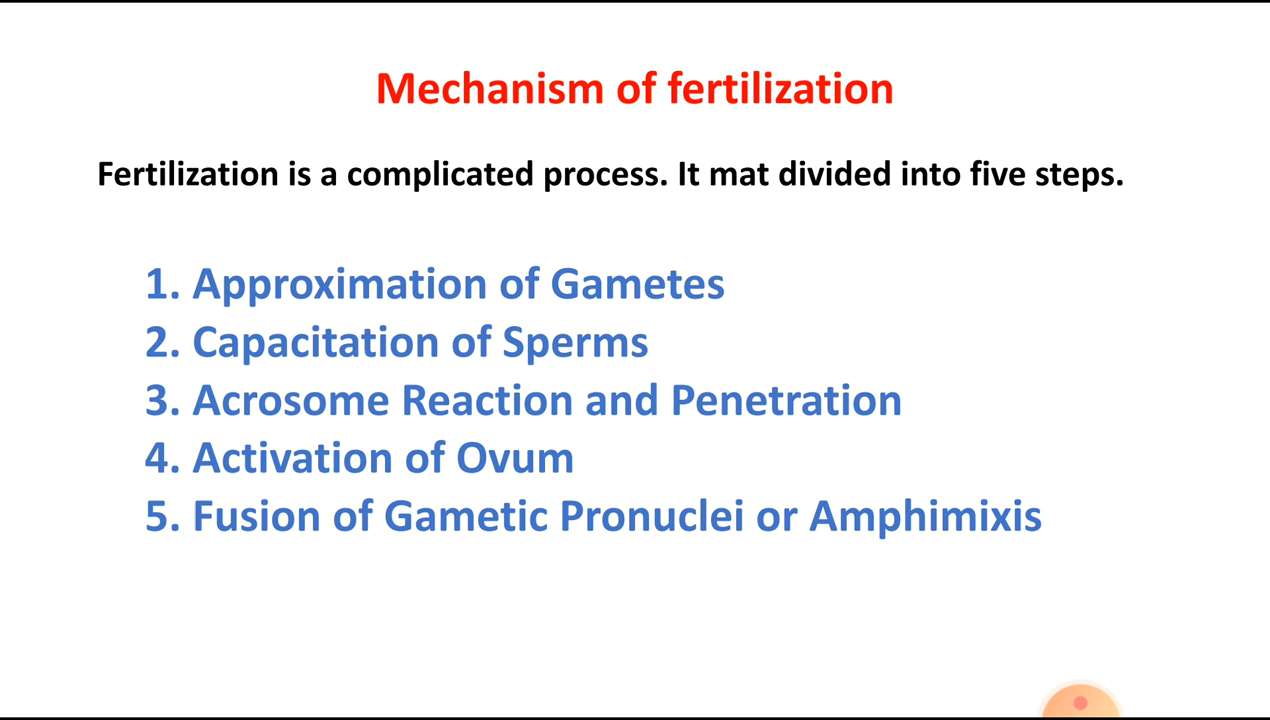 Mechanism of fertilization
Fertilization is a complicated process. It mat divided into five steps.
1. Approximation of Gametes
2. Capacitation of Sperms
3. Acrosome Reaction and Penetration
4. Activation of Ovum
5. Fusion of Gametic Pronuclei or Amphimixis